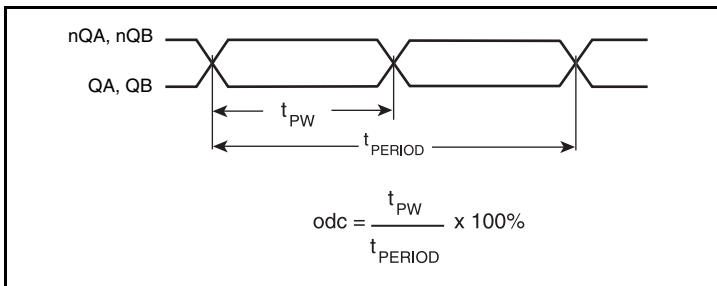 nQA, nQB
QA, QB
tPW
tPERIOD
tPW
odc = x 100%
tPERIOD